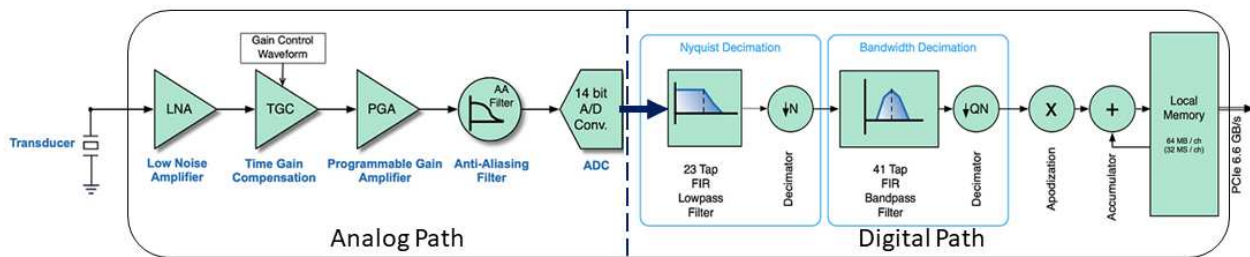 Gain Control
Waveform
Transducer
LNA
Low Noise
Amplifier
TGC
Time Gain
Compensation
PGA
Programmable Gain
Amplifier
AA
Filter
Anti-Aliasing
Filter
14 bit
A/D
Conv.
ADC
Analog Path
Nyquist Decimation
23 Tap
FIR
Lowpass
Filter
↓N
Decimator
Bandwidth Decimation
41 Tap
FIR
Bandpass
Filter
↓QN
Decimator
X
Apodization
+
Accumulator
Local
Memory
64 MB / ch
(32 MS / ch)
PCIe 6.6 GB/s
Digital Path